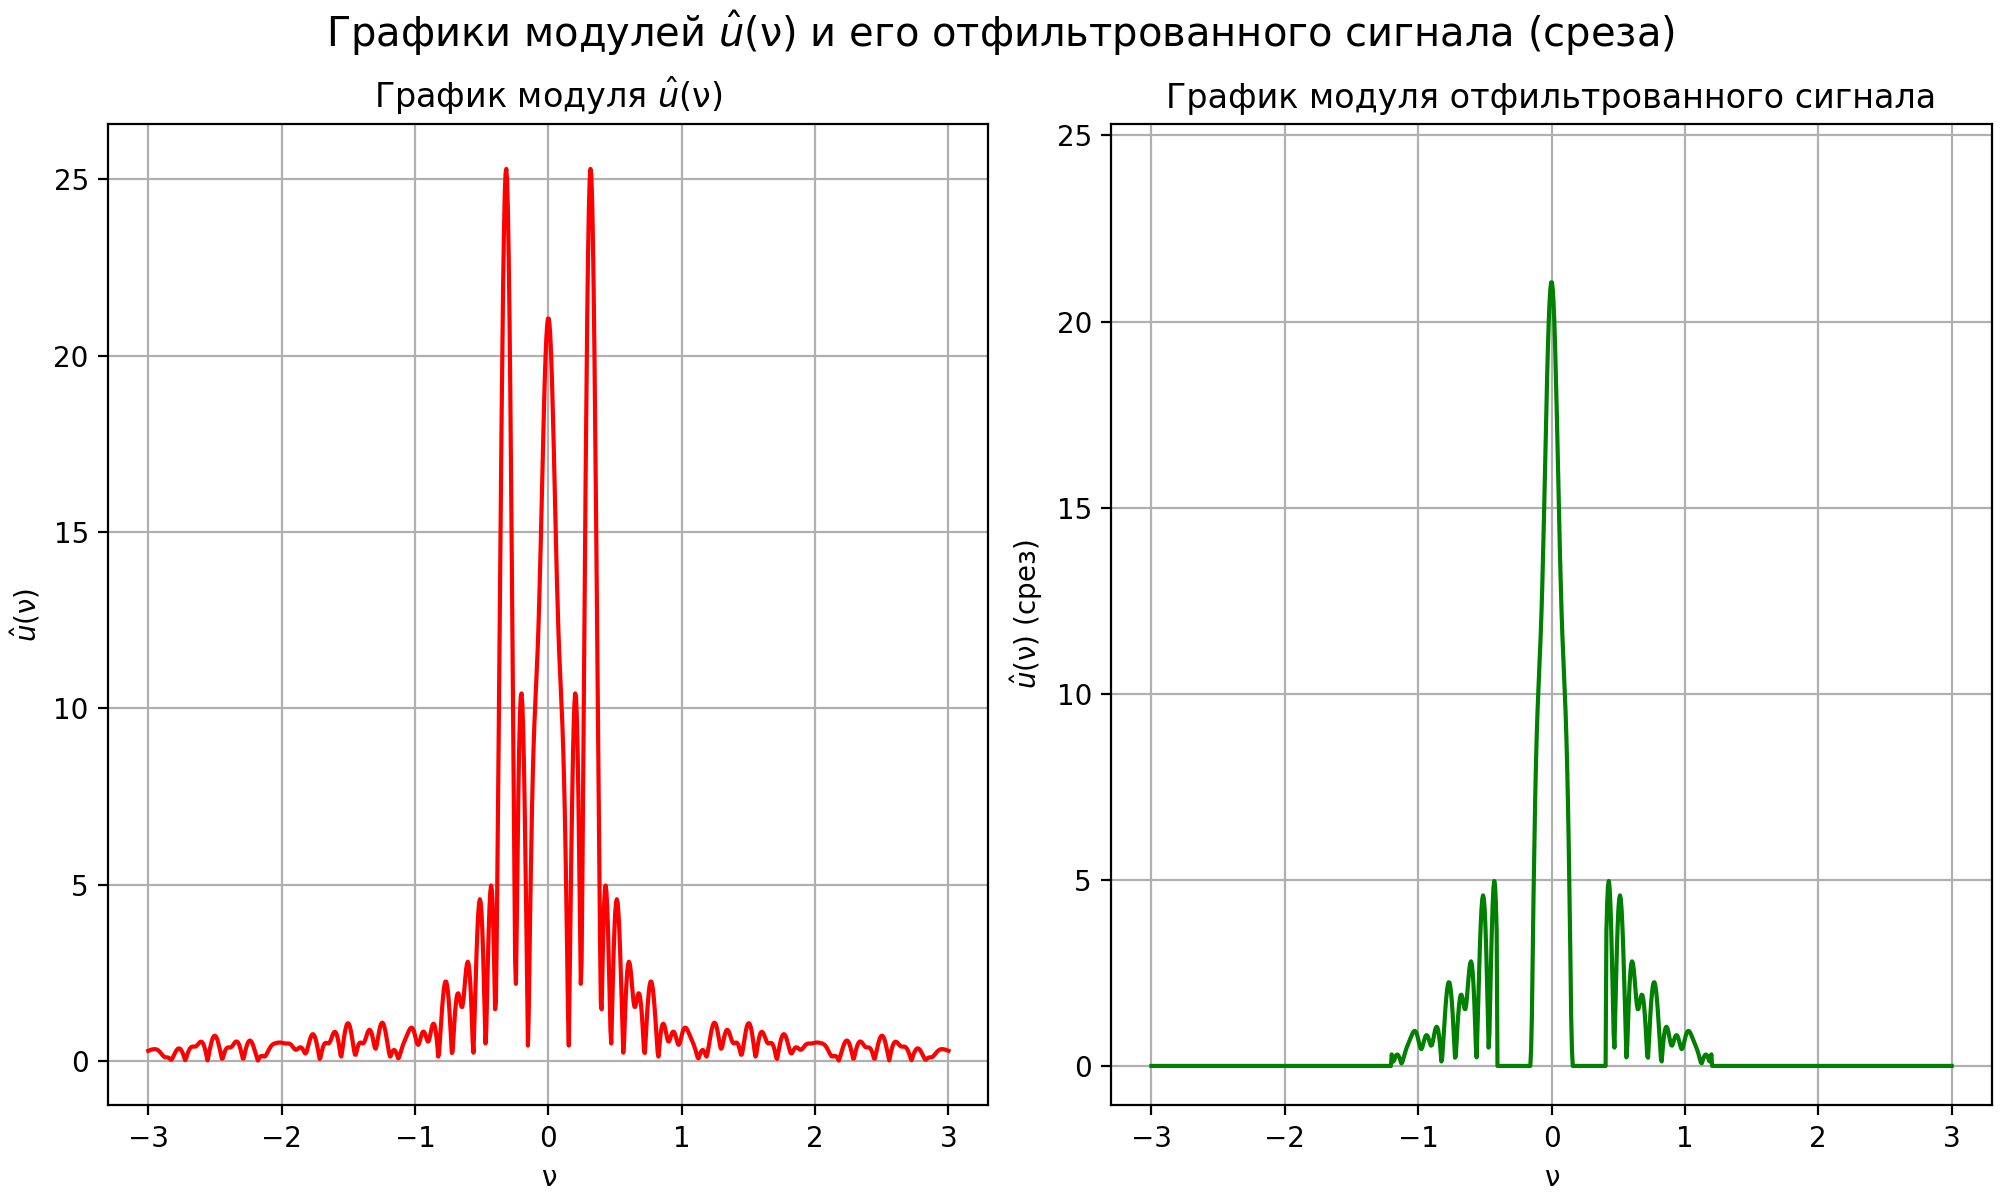 Графики модулей û(ν) и его отфильтрованного сигнала (среза)
График модуля û(ν)
25
20
15
10
5
0
û(ν)
−3 −2 −1 0 1 2 3
ν
График модуля отфильтрованного сигнала
25
20
15
10
5
0
û(ν) (срез)
−3 −2 −1 0 1 2 3
ν